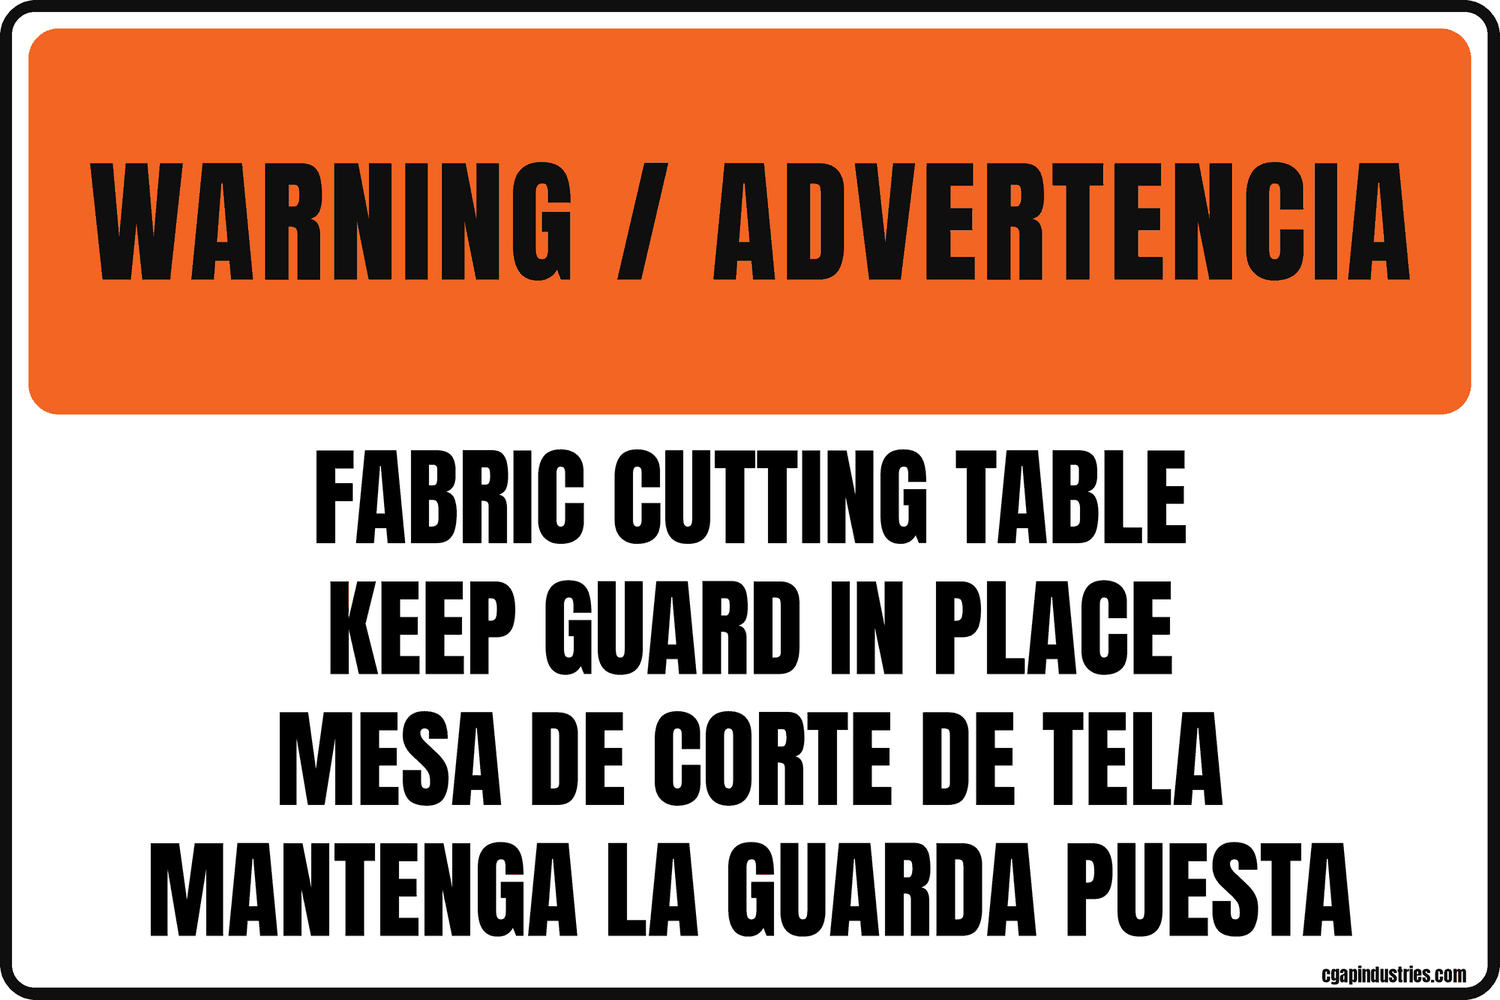 WARNING / ADVERTENCIA
FABRIC CUTTING TABLE
KEEP GUARD IN PLACE
MESA DE CORTE DE TELA
MANTENGA LA GUARDA PUESTA
cgapindustries.com